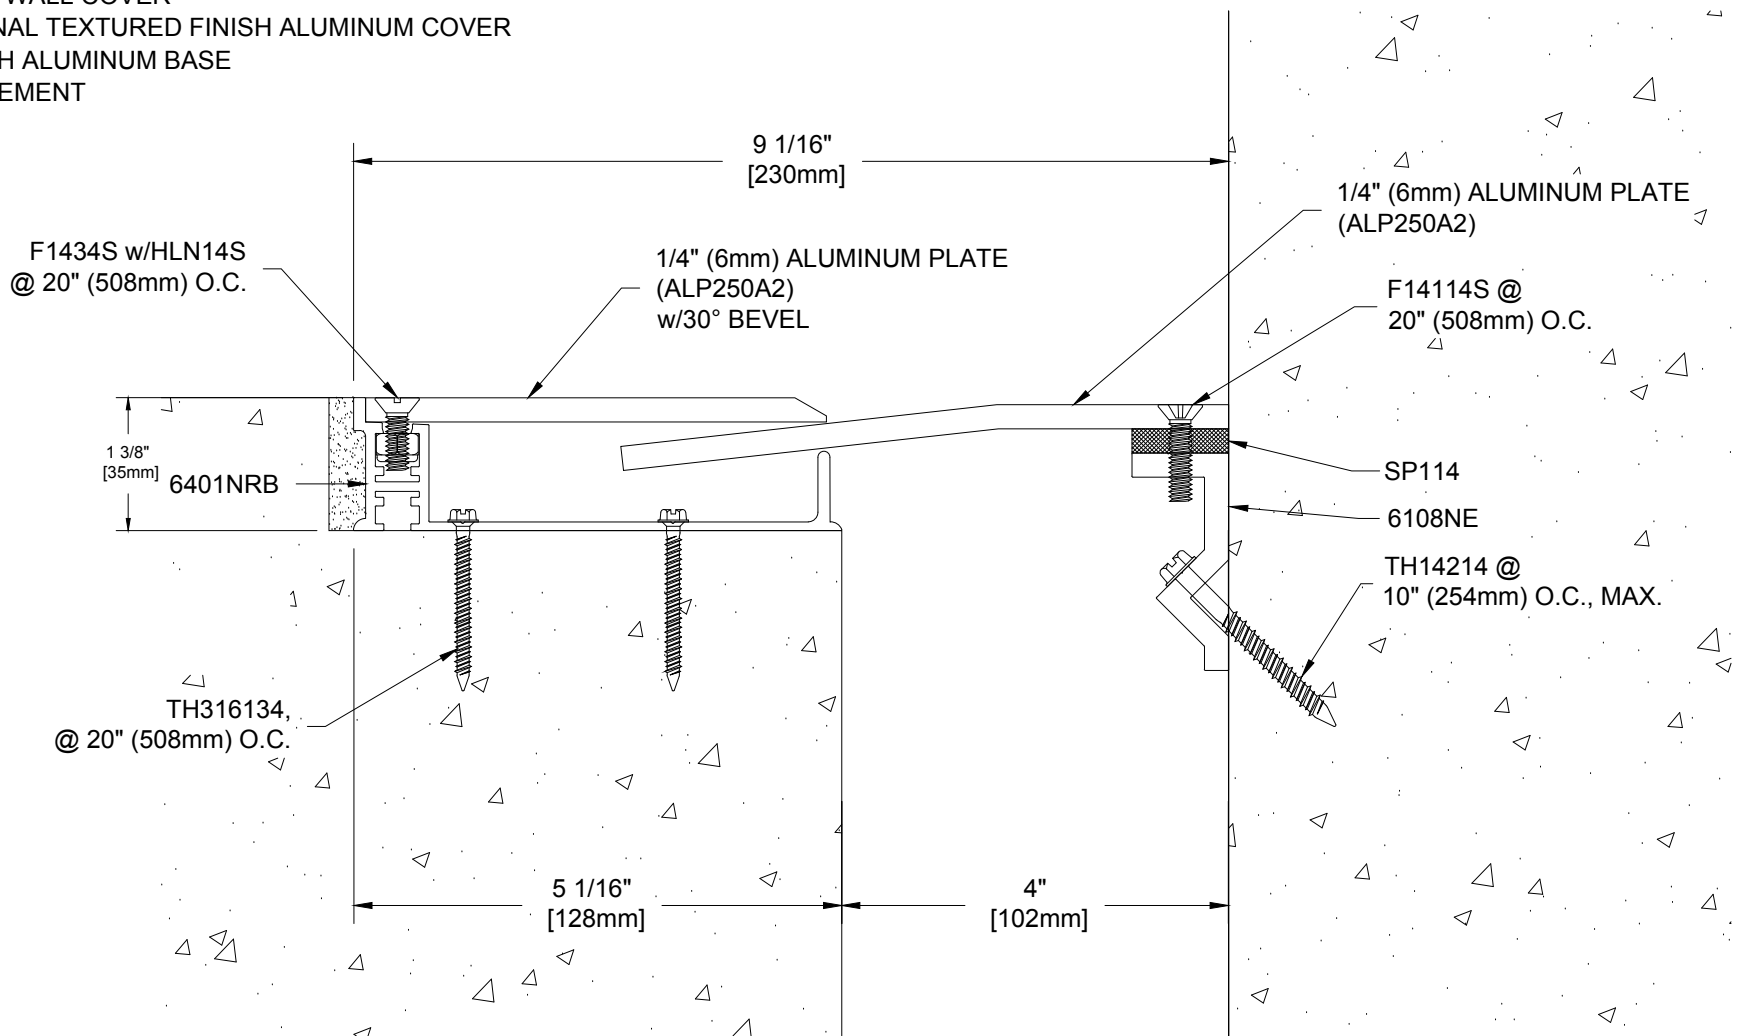 WALL COVER
NAL TEXTURED FINISH ALUMINUM COVER
H ALUMINUM BASE
EMENT
9 1/16"
[230mm]
1/4" (6mm) ALUMINUM PLATE
(ALP250A2)
F1434S w/HLN14S
@ 20" (508mm) O.C.
1/4" (6mm) ALUMINUM PLATE
(ALP250A2)
w/30° BEVEL
F14114S @
20" (508mm) O.C.
1 3/8"
[35mm]
6401NRB
SP114
6108NE
TH14214 @
10" (254mm) O.C., MAX.
TH316134,
@ 20" (508mm) O.C.
5 1/16"
[128mm]
4"
[102mm]